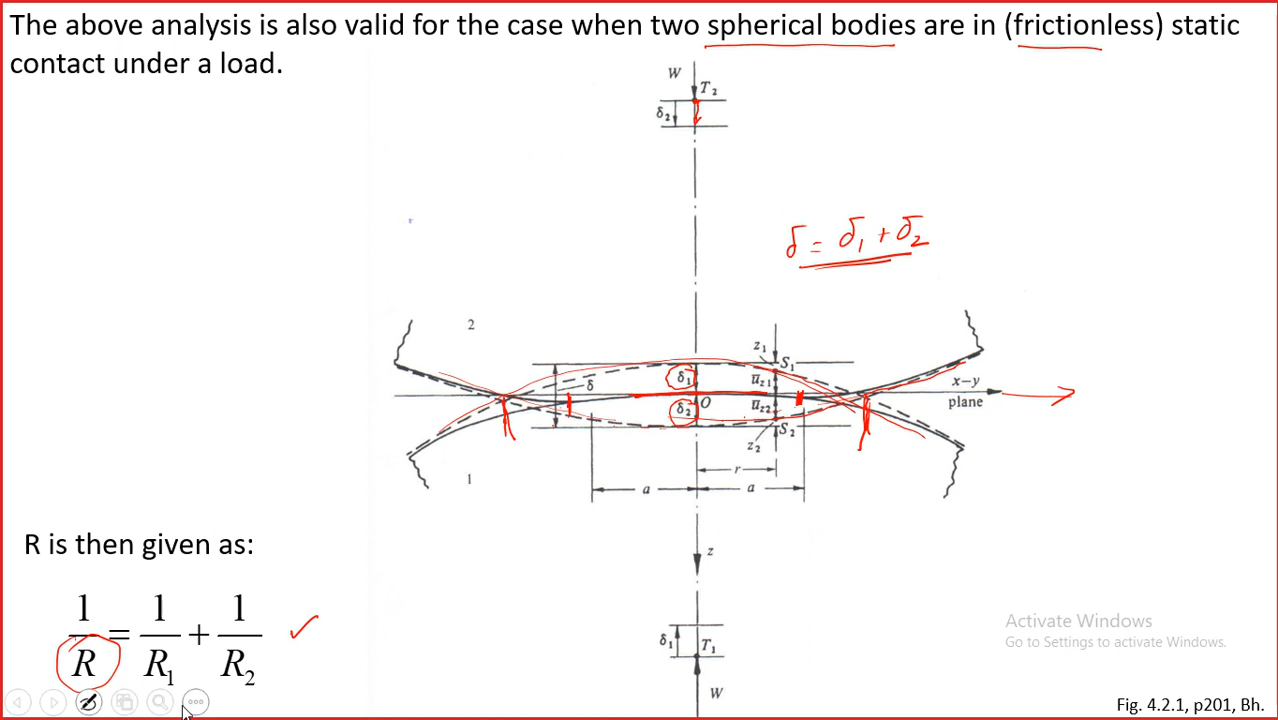 The above analysis is also valid for the case when two spherical bodies are in (frictionless) static
contact under a load.
W
T2
δ2
δ = δ1 + δ2
2
z1
S1
δ
δ1
ūz1
x–y
plane
δ2
O
ūz2
S2
z2
1
r
a
a
z
R is then given as:
1/R = 1/R1 + 1/R2
δ1
T1
W
Activate Windows
Go to Settings to activate Windows.
Fig. 4.2.1, p201, Bh.